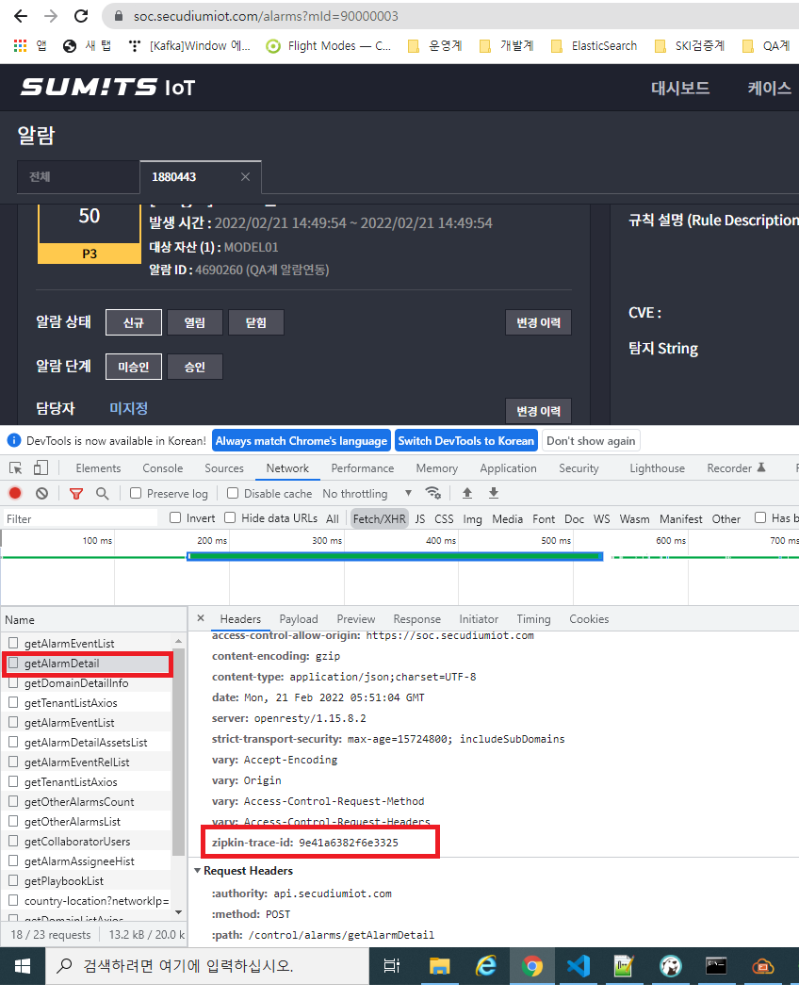 soc.secudiumiot.com/alarms?mId=90000003
앱 새 탭 [Kafka]Window 에... Flight Modes — C... 운영계 개발계 ElasticSearch SKI검증계 QA계
SUM!TS IoT 대시보드 케이스
알람
전체 1880443
50
P3
발생 시간 : 2022/02/21 14:49:54 ~ 2022/02/21 14:49:54
대상 자산 (1) : MODEL01
알람 ID : 4690260 (QA계 알람연동)
알람 상태 신규 열림 닫힘 변경 이력
알람 단계 미승인 승인
담당자 미지정 변경 이력
규칙 설명 (Rule Description
CVE :
탐지 String
DevTools is now available in Korean! Always match Chrome's language Switch DevTools to Korean Don't show again
Elements Console Sources Network Performance Memory Application Security Lighthouse Recorder
Preserve log Disable cache No throttling
Filter Invert Hide data URLs All Fetch/XHR JS CSS Img Media Font Doc WS Wasm Manifest Other Has b
100 ms 200 ms 300 ms 400 ms 500 ms 600 ms 700 ms
Name
getAlarmEventList
getAlarmDetail
getDomainDetailInfo
getTenantListAxios
getAlarmEventList
getAlarmDetailAssetsList
getAlarmEventRelList
getTenantListAxios
getOtherAlarmsCount
getOtherAlarmsList
getCollaboratorUsers
getAlarmAssigneeHist
getPlaybookList
country-location?networkIp=
getDomainListAxios
18 / 23 requests 13.2 kB / 20.0 k
Headers Payload Preview Response Initiator Timing Cookies
access-control-allow-origin: https://soc.secudiumiot.com
content-encoding: gzip
content-type: application/json;charset=UTF-8
date: Mon, 21 Feb 2022 05:51:04 GMT
server: openresty/1.15.8.2
strict-transport-security: max-age=15724800; includeSubDomains
vary: Accept-Encoding
vary: Origin
vary: Access-Control-Request-Method
vary: Access-Control-Request-Headers
zipkin-trace-id: 9e41a6382f6e3325
Request Headers
:authority: api.secudiumiot.com
:method: POST
:path: /control/alarms/getAlarmDetail
검색하려면 여기에 입력하십시오.